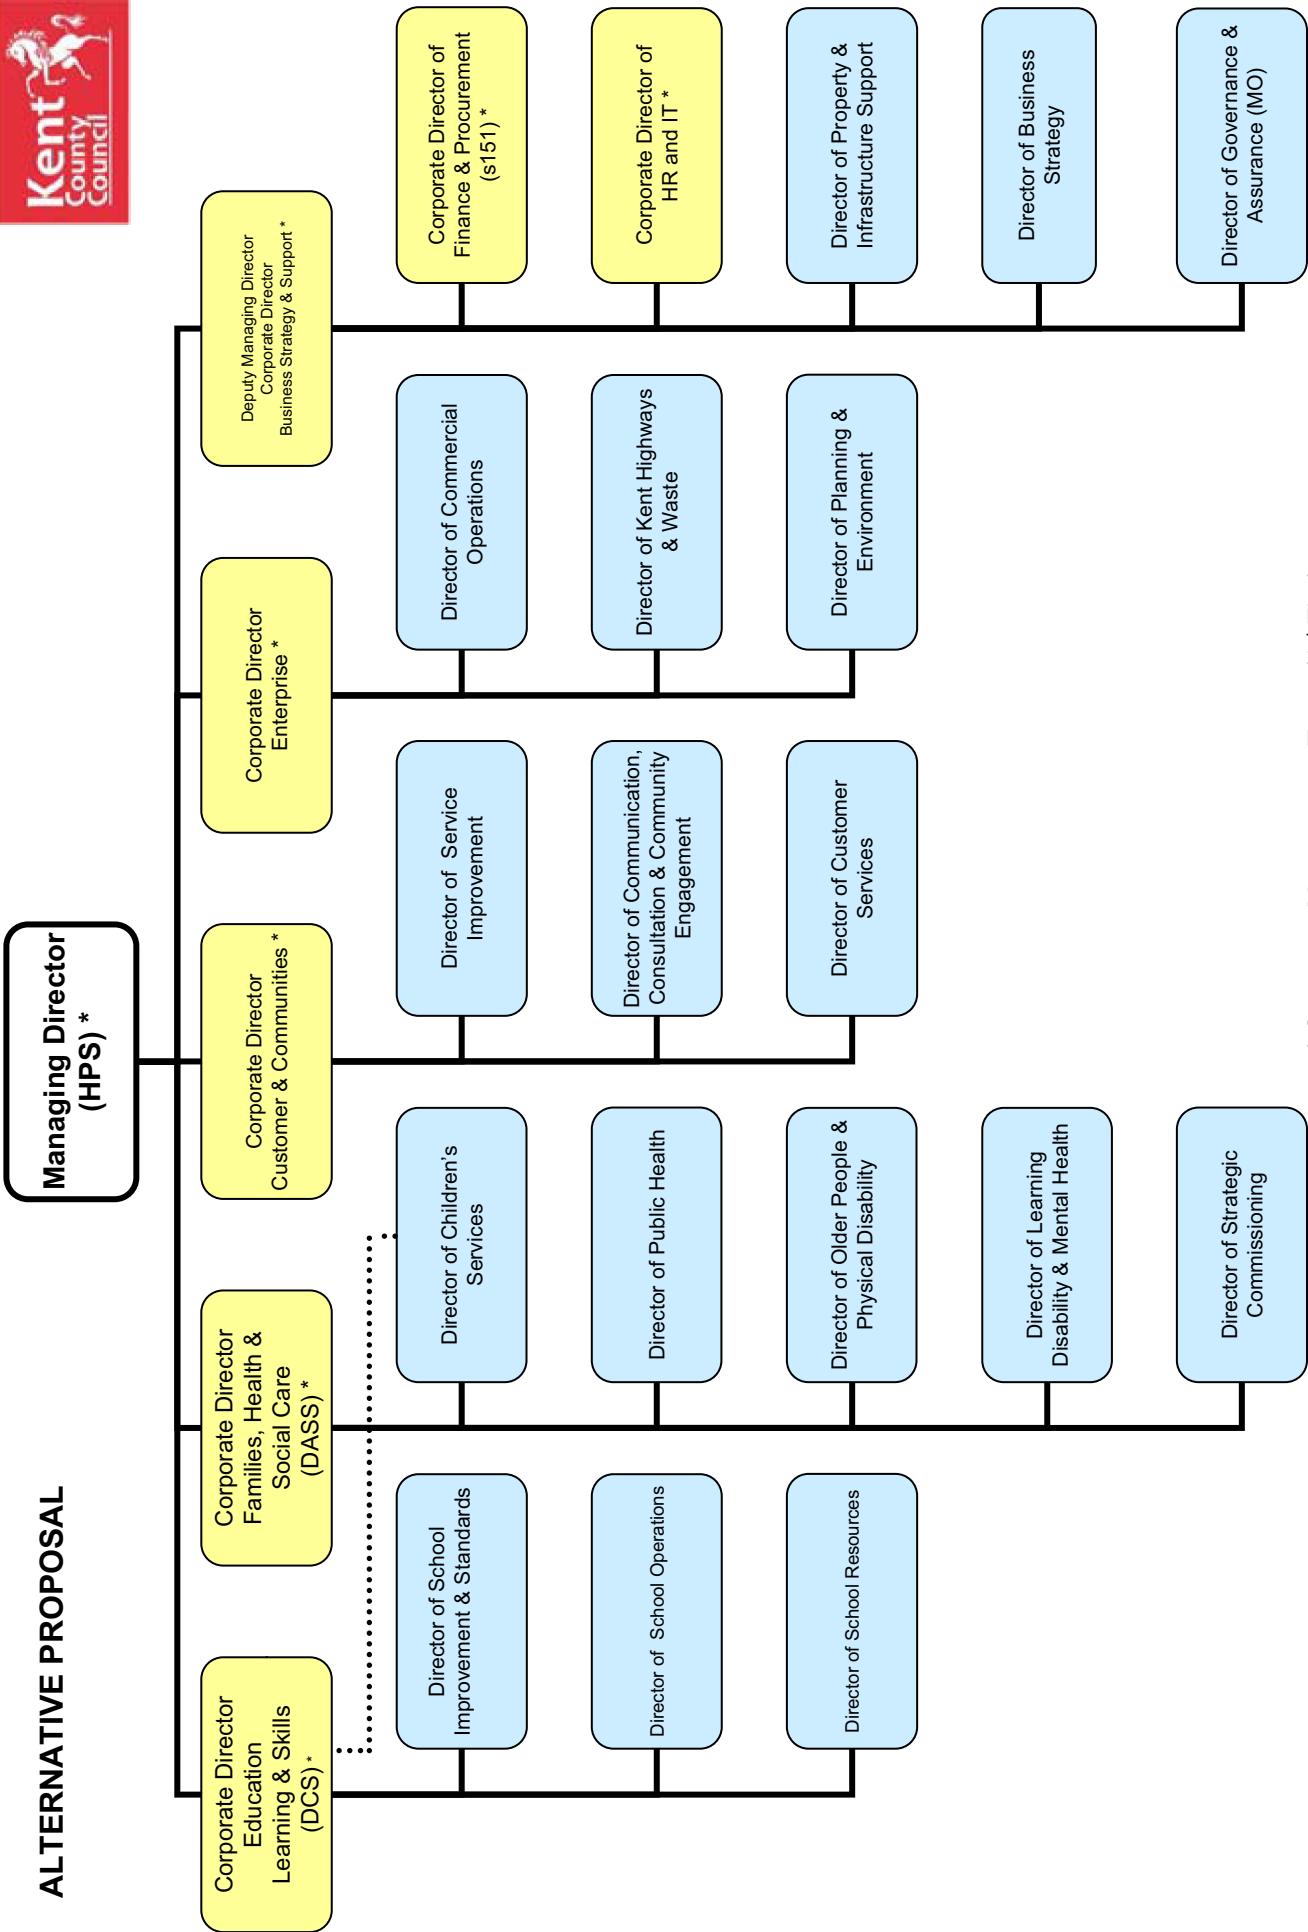 ALTERNATIVE PROPOSAL
Kent
County
Council
Managing Director
(HPS) *
Corporate Director
Education
Learning & Skills
(DCS) *
Corporate Director
Families, Health &
Social Care
(DASS) *
Corporate Director
Customer & Communities *
Corporate Director
Enterprise *
Deputy Managing Director
Corporate Director
Business Strategy & Support *
Director of School
Improvement & Standards
Director of School Operations
Director of School Resources
Director of Children's
Services
Director of Public Health
Director of Older People &
Physical Disability
Director of Learning
Disability & Mental Health
Director of Strategic
Commissioning
Director of Service
Improvement
Director of Communication,
Consultation & Community
Engagement
Director of Customer
Services
Director of Commercial
Operations
Director of Kent Highways
& Waste
Director of Planning &
Environment
Corporate Director of
Finance & Procurement
(s151) *
Corporate Director of
HR and IT *
Director of Property &
Infrastructure Support
Director of Business
Strategy
Director of Governance &
Assurance (MO)